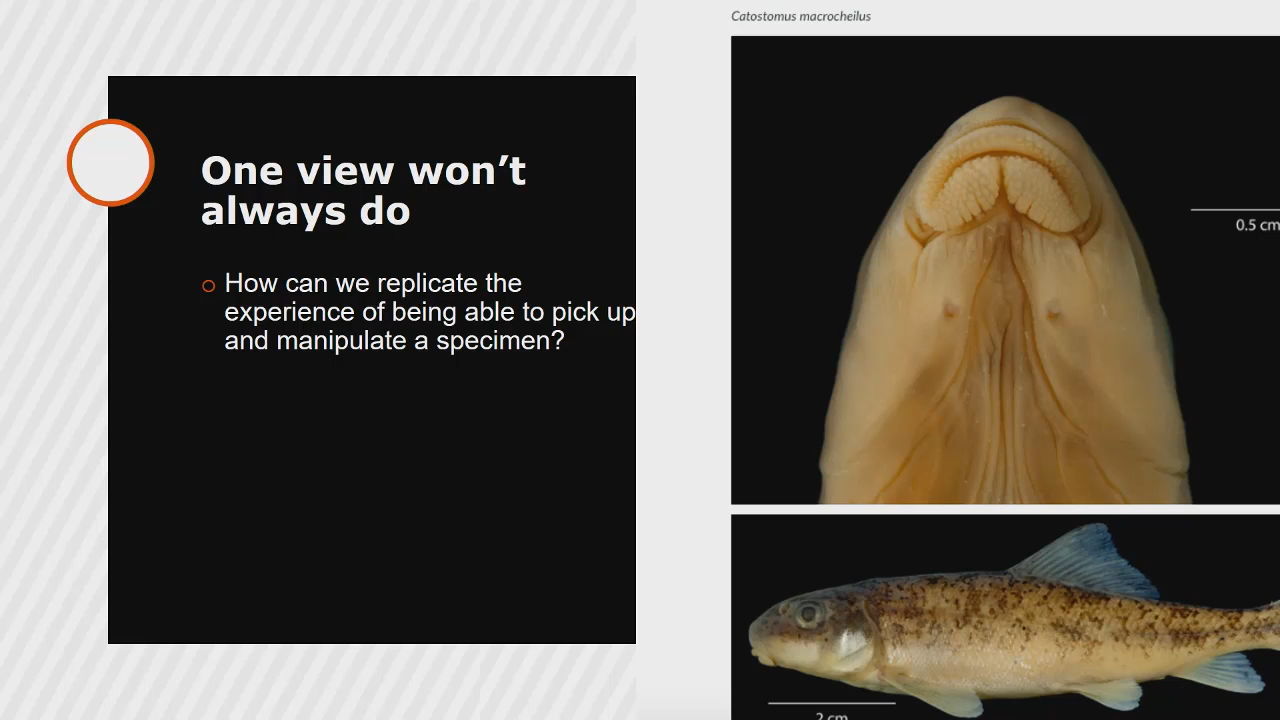 One view won’t
always do
How can we replicate the
experience of being able to pick up
and manipulate a specimen?
Catostomus macrocheilus
0.5 cm
2 cm